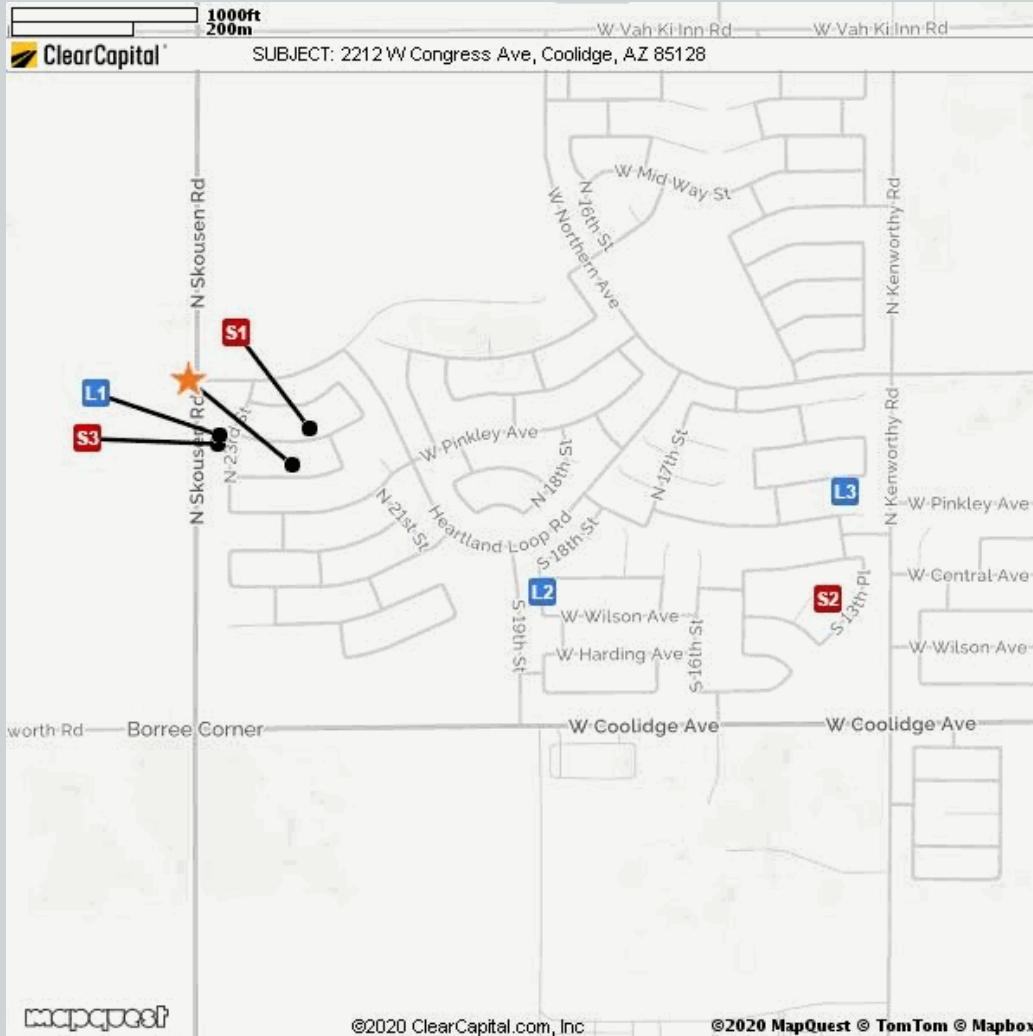 1000ft
200m
W Vah Ki Inn Rd
W Vah Ki Inn Rd
ClearCapital
SUBJECT: 2212 W Congress Ave, Coolidge, AZ 85128
N Skousen Rd
W Mid Way St
N 16th St
W Northern Ave
N Kenworthy Rd
S1
L1
S3
N 23rd St
N Skousen Rd
W Pinkley Ave
N 18th St
N 17th St
N Kenworthy Rd
L3
W Pinkley Ave
N 21st St
Heartland Loop Rd
S 18th St
W Central Ave
L2
S2
S 13th Pl
S 19th St
W Wilson Ave
S 16th St
W Harding Ave
W Wilson Ave
worth Rd
Borree Corner
W Coolidge Ave
W Coolidge Ave
mapquest
©2020 ClearCapital.com, Inc
©2020 MapQuest © TomTom © Mapbox